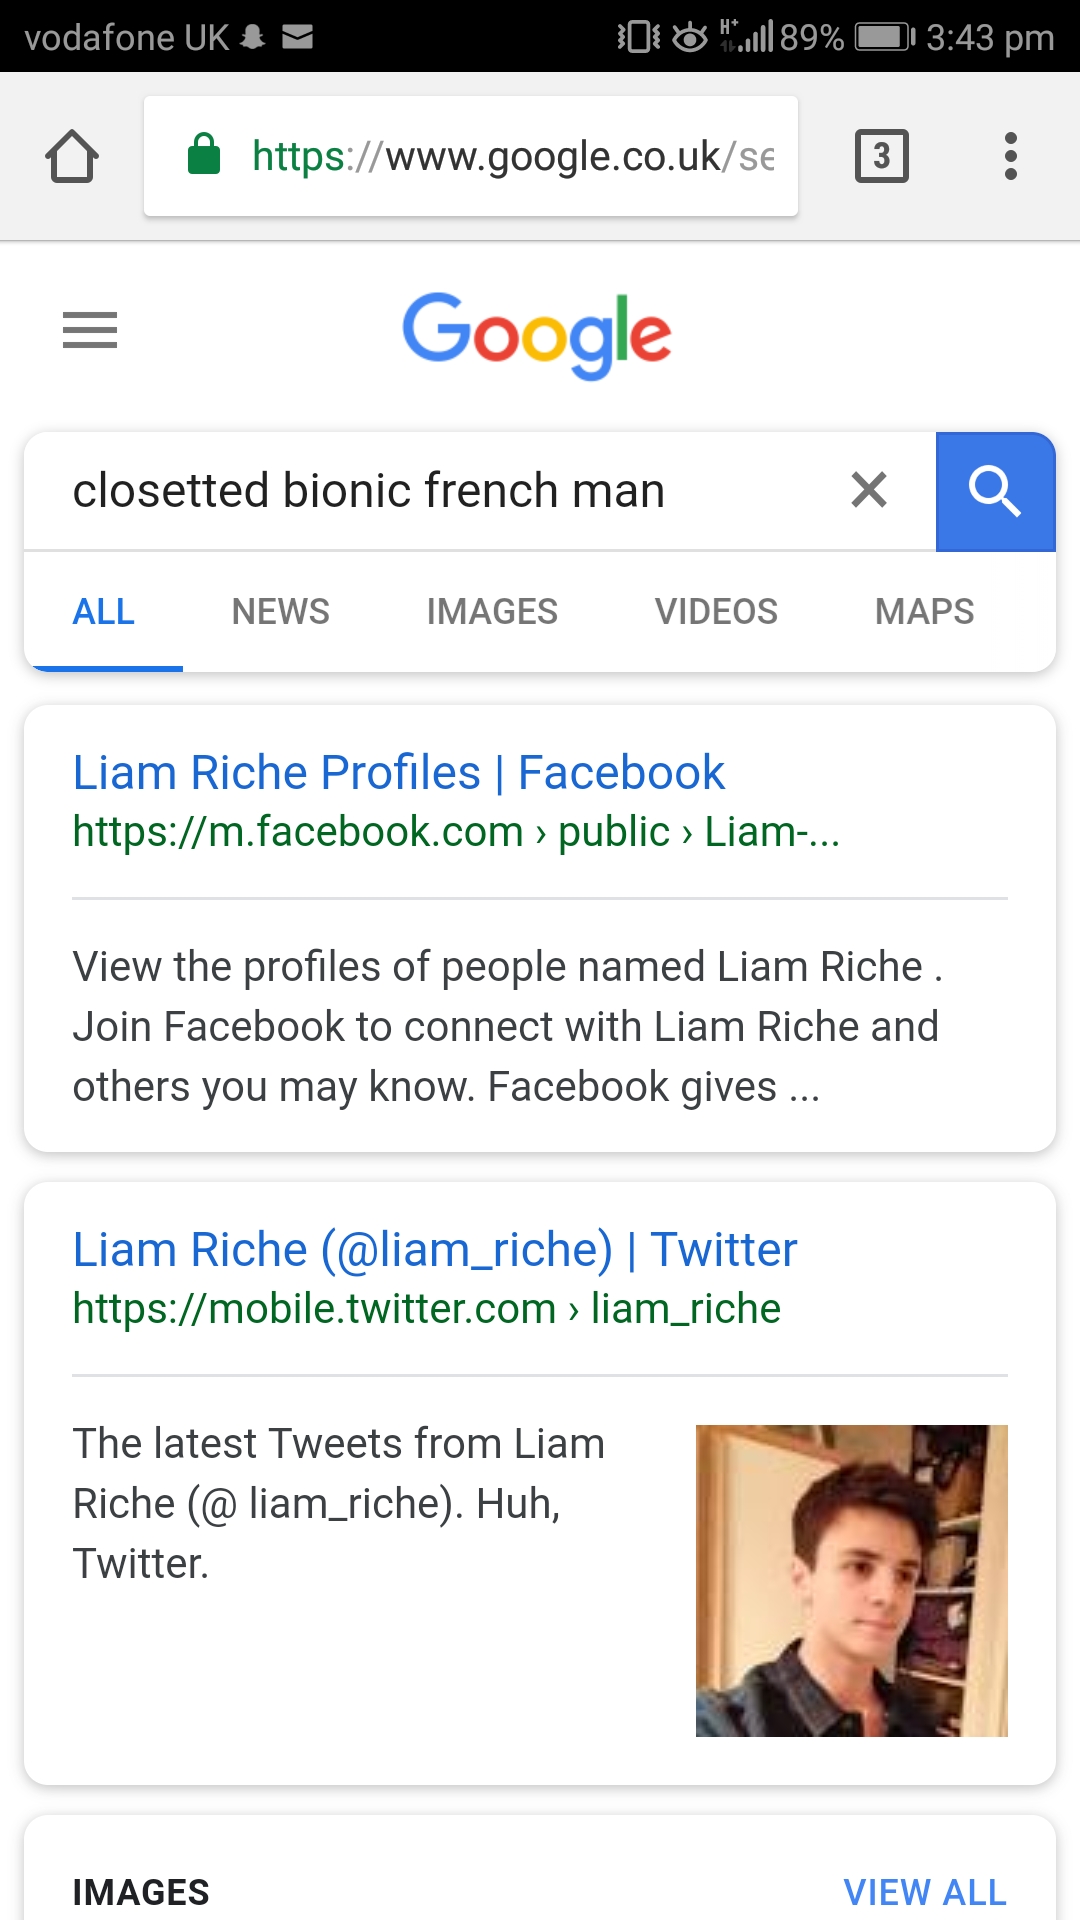 vodafone UK
H+ 89% 3:43 pm
https://www.google.co.uk/se
3
Google
closetted bionic french man
ALL NEWS IMAGES VIDEOS MAPS
Liam Riche Profiles | Facebook
https://m.facebook.com › public › Liam-...
View the profiles of people named Liam Riche .
Join Facebook to connect with Liam Riche and
others you may know. Facebook gives ...
Liam Riche (@liam_riche) | Twitter
https://mobile.twitter.com › liam_riche
The latest Tweets from Liam
Riche (@ liam_riche). Huh,
Twitter.
IMAGES VIEW ALL